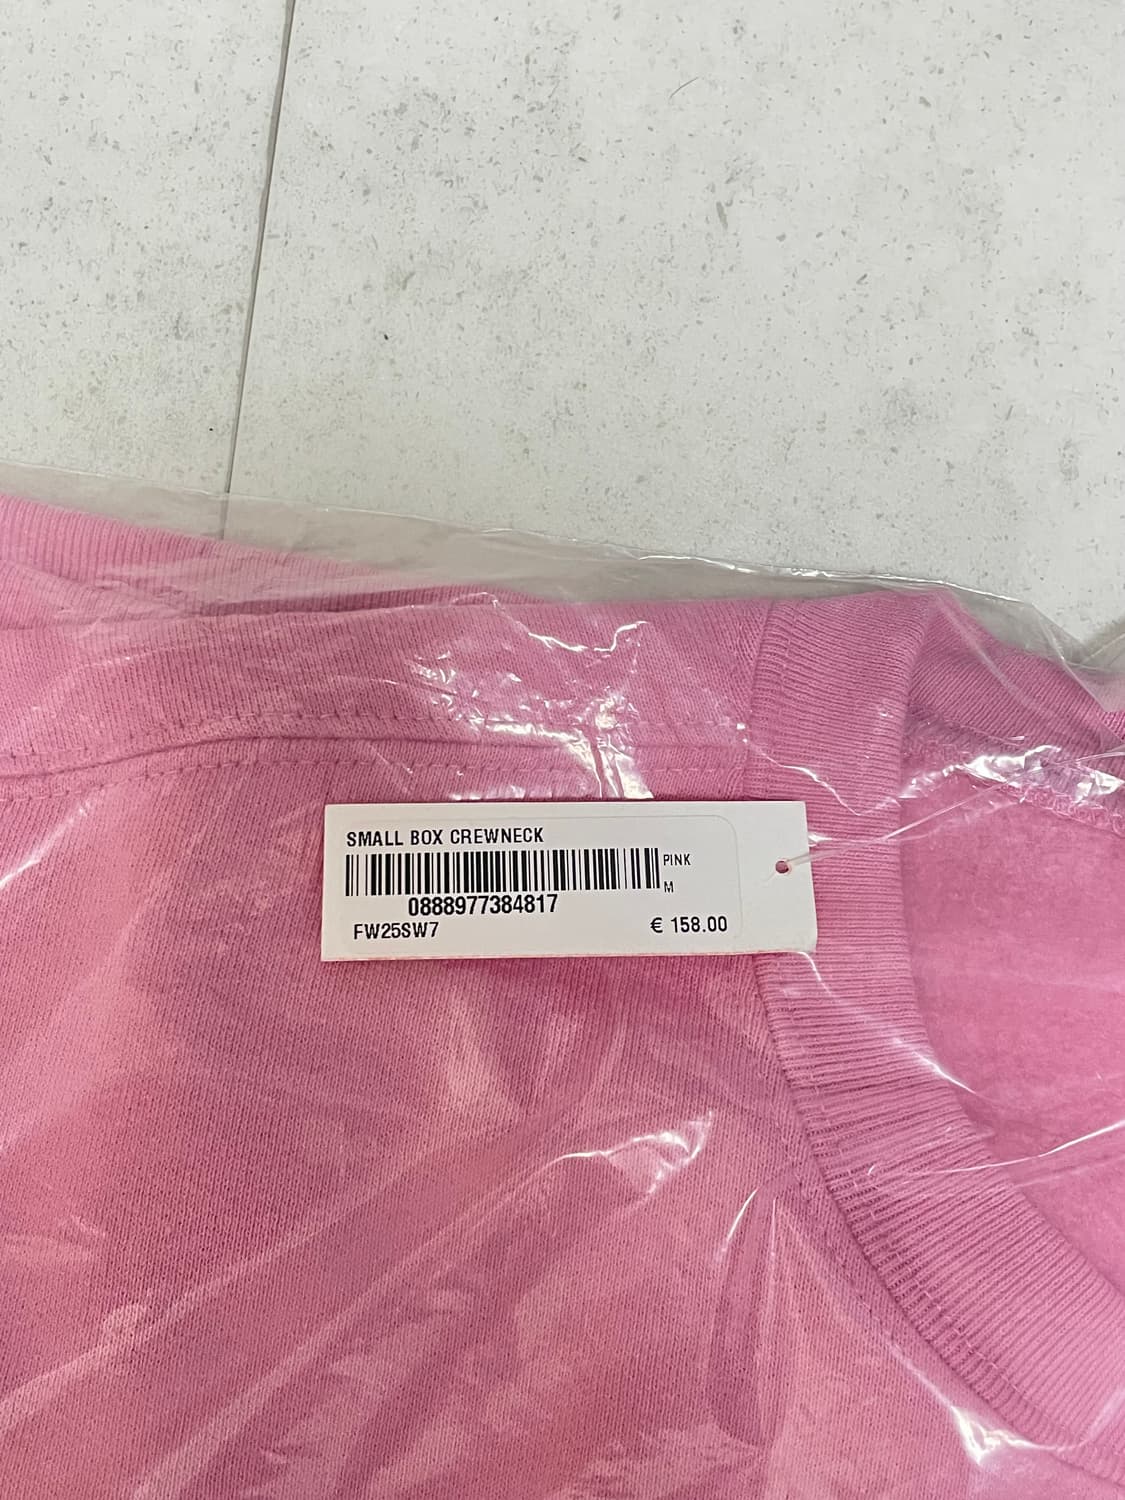 SMALL BOX CREWNECK
PINK
M
0888977384817
FW25SW7
€ 158.00